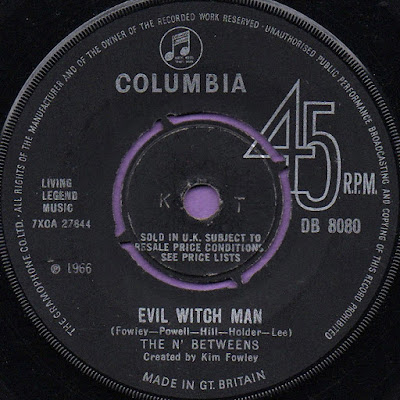 ALL RIGHTS OF THE MANUFACTURER AND OF THE OWNER OF THE RECORDED WORK RESERVED. UNAUTHORISED PUBLIC PERFORMANCE BROADCASTING AND COPYING OF THIS RECORD PROHIBITED
THE GRAMOPHONE CO. LTD.
COLUMBIA
45
R.P.M.
LIVING
LEGEND
MUSIC
7XCA 27844
K T
DB 8080
SOLD IN U.K. SUBJECT TO
RESALE PRICE CONDITIONS,
SEE PRICE LISTS
℗ 1966
EVIL WITCH MAN
(Fowley—Powell—Hill—Holder—Lee)
THE N' BETWEENS
Created by Kim Fowley
MADE IN GT. BRITAIN